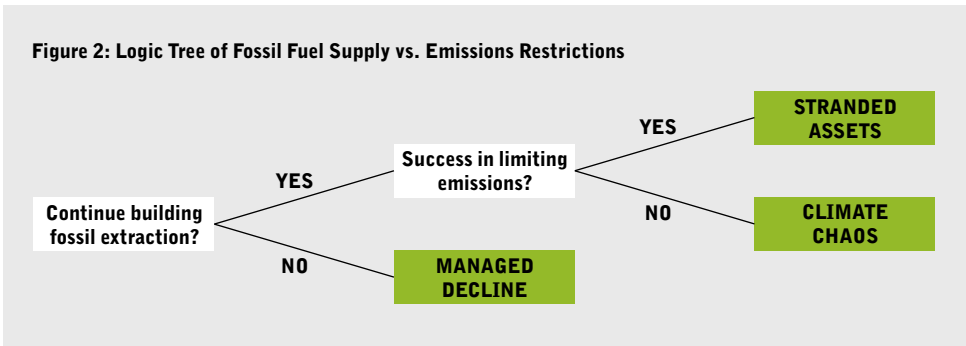 Figure 2: Logic Tree of Fossil Fuel Supply vs. Emissions Restrictions
Continue building
fossil extraction?
YES
NO
Success in limiting
emissions?
MANAGED
DECLINE
YES
NO
STRANDED
ASSETS
CLIMATE
CHAOS